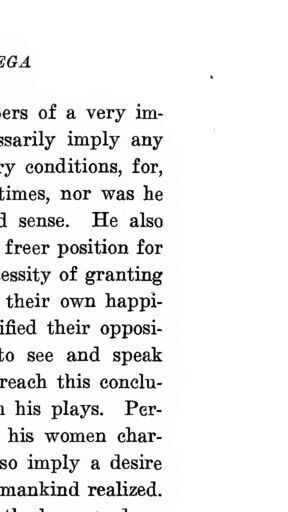 EGA
bers of a very im-
ssarily imply any
ry conditions, for,
times, nor was he
d sense. He also
freer position for
essity of granting
their own happi-
ified their opposi-
to see and speak
reach this conclu-
his plays. Per-
his women char-
so imply a desire
mankind realized.